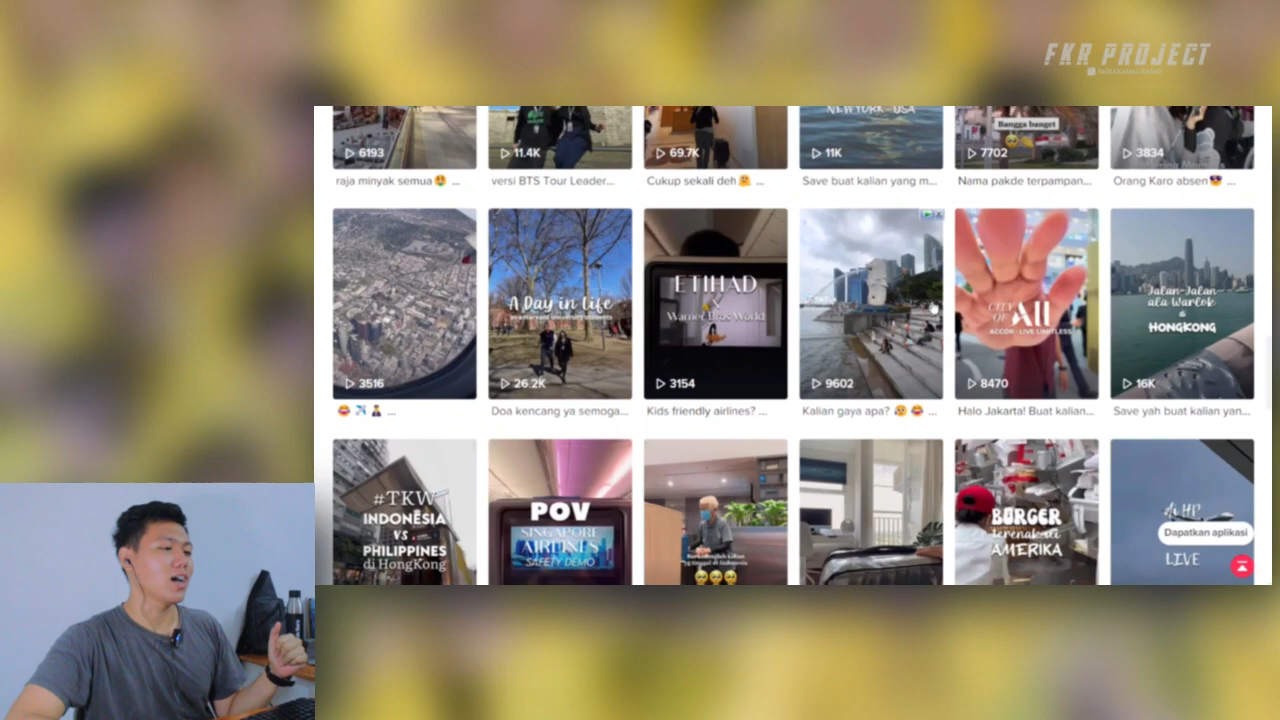 FKR PROJECT
NEW YORK - USA
Bangga banget
6193
11.4K
69.7K
11K
7702
3834
raja minyak semua🤑 ...
versi BTS Tour Leader...
Cukup sekali deh🤗 ...
Save buat kalian yang m...
Nama pakde terpampan...
Orang Karo absen😎 ...
A Day in Life
ETIHAD
X
Warner Bros World
CITY
OF All
ACCOR - LIVE LIMITLESS
Jalan-Jalan
ala Warlok
di
HONGKONG
3516
26.2K
3154
9602
8470
16K
😂 ✈️ 👨‍✈️ ...
Doa kencang ya semoga...
Kids friendly airlines? ...
Kalian gaya apa? 🥵 😂 ...
Halo Jakarta! Buat kalian...
Save yah buat kalian yan...
#TKW
INDONESIA
VS
PHILIPPINES
di HongKong
POV
SINGAPORE
AIRLINES
SAFETY DEMO
BURGER
terenak di
AMERIKA
di HP
LIVE
Dapatkan aplikasi